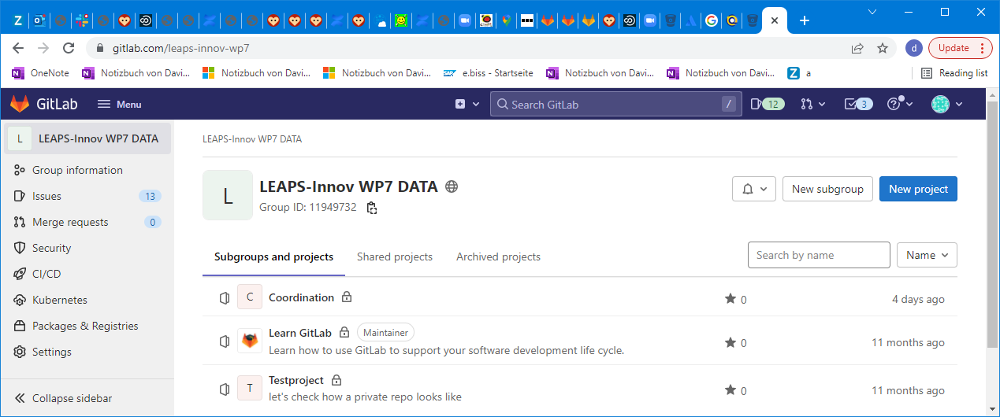 gitlab.com/leaps-innov-wp7
d
Update
OneNote
Notizbuch von Davi...
Notizbuch von Davi...
Notizbuch von Davi...
e.biss - Startseite
Notizbuch von Davi...
Notizbuch von Davi...
Z a
Reading list
GitLab
Menu
Search GitLab
/
12
3
L LEAPS-Innov WP7 DATA
Group information
Issues 13
Merge requests 0
Security
CI/CD
Kubernetes
Packages & Registries
Settings
Collapse sidebar
LEAPS-Innov WP7 DATA
L
LEAPS-Innov WP7 DATA
Group ID: 11949732
New subgroup
New project
Subgroups and projects
Shared projects
Archived projects
Search by name
Name
C Coordination
0
4 days ago
Learn GitLab Maintainer
Learn how to use GitLab to support your software development life cycle.
0
11 months ago
T Testproject
let's check how a private repo looks like
0
11 months ago